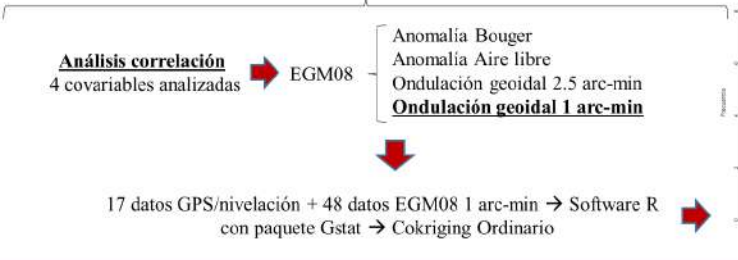 Anomalía Bouger
Análisis correlación
Anomalía Aire libre
4 covariables analizadas
EGM08
Ondulación geoidal 2.5 arc-min
Ondulación geoidal 1 arc-min
17 datos GPS/nivelación + 48 datos EGM08 1 arc-min → Software R
con paquete Gstat → Cokriging Ordinario